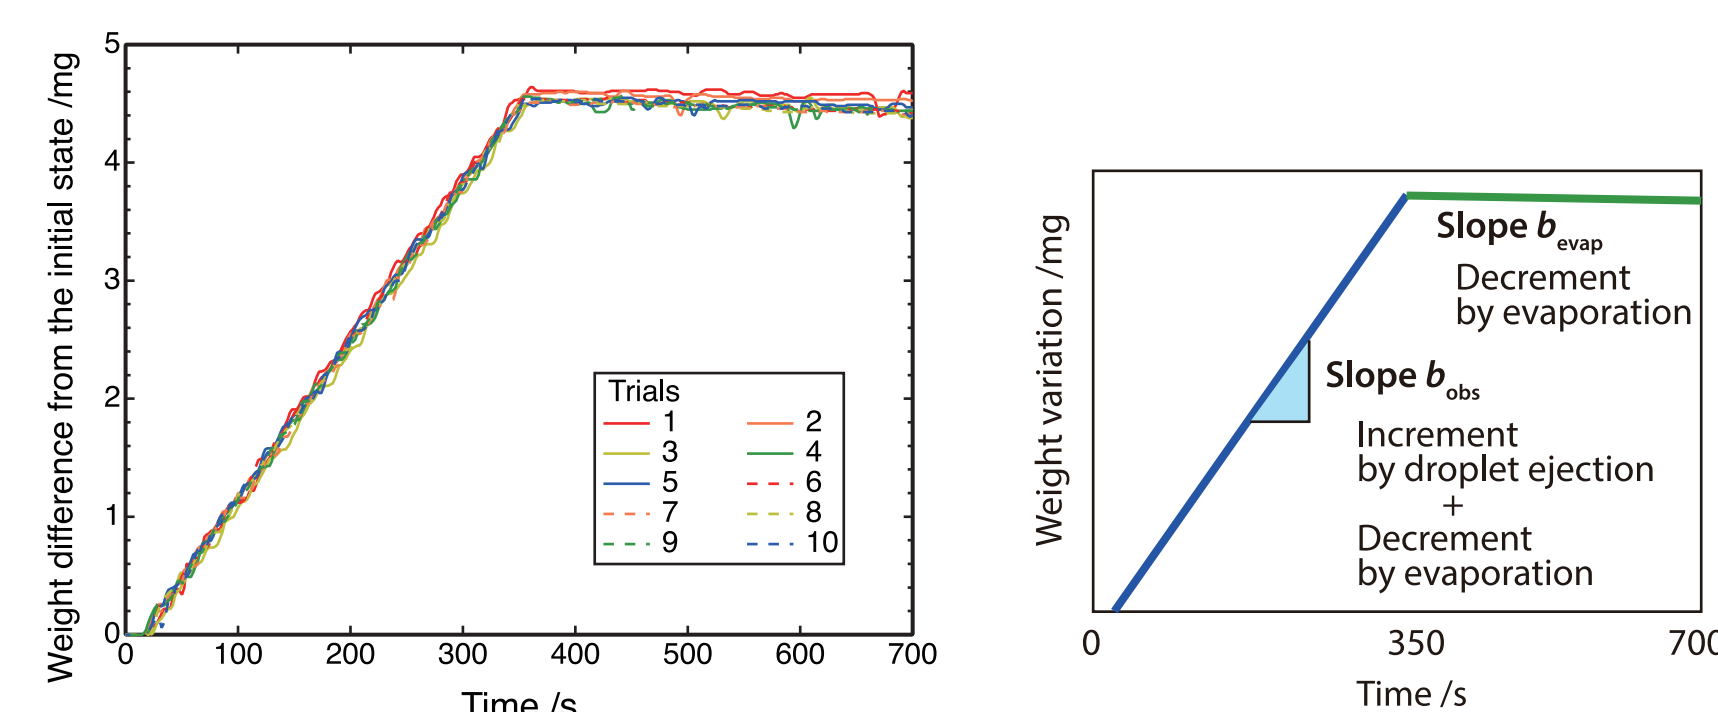 Weight difference from the initial state /mg
5
4
3
2
1
0
0 100 200 300 400 500 600 700
Time /s
Trials
1 2
3 4
5 6
7 8
9 10
Weight variation /mg
Slope b evap
Decrement
by evaporation
Slope b obs
Increment
by droplet ejection
+
Decrement
by evaporation
0 350 700
Time /s